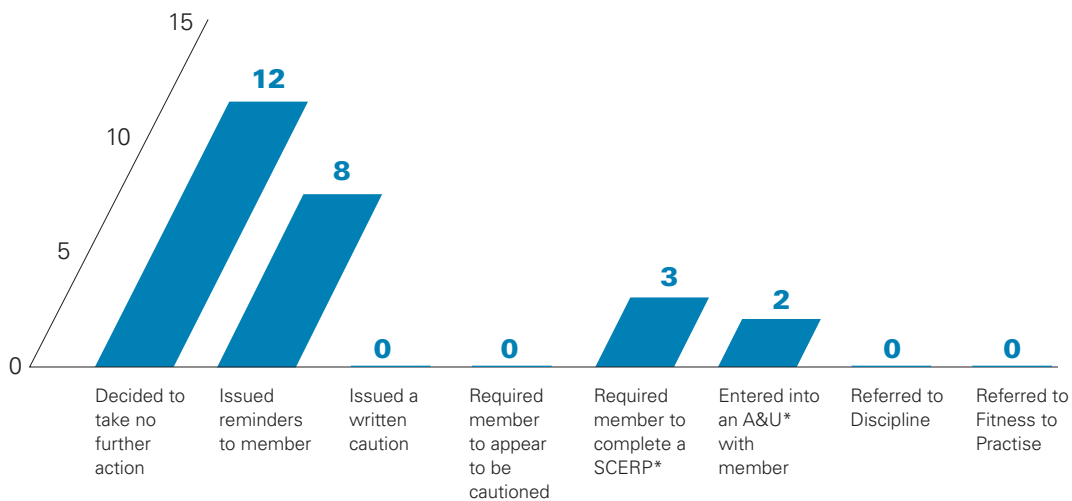 15
12
10
8
5
3
2
0
0
0
0
0
Decided to
take no
further
action
Issued
reminders
to member
Issued a
written
caution
Required
member
to appear
to be
cautioned
Required
member to
complete a
SCERP*
Entered into
an A&U*
with
member
Referred to
Discipline
Referred to
Fitness to
Practise